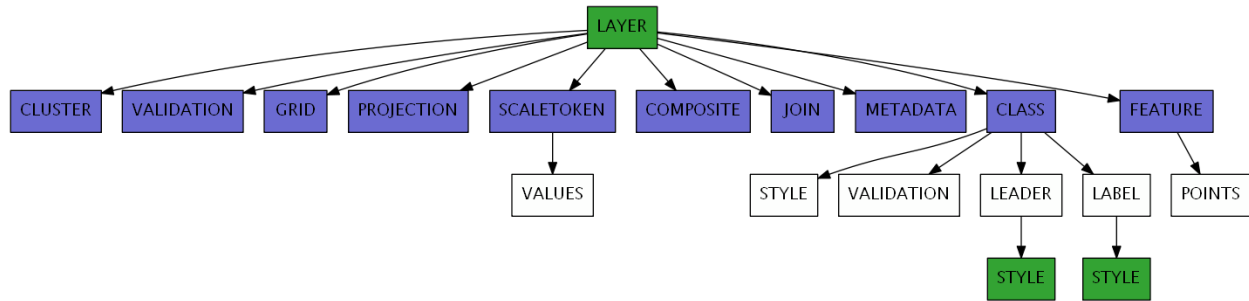 LAYER
CLUSTER
VALIDATION
GRID
PROJECTION
SCALETOKEN
COMPOSITE
JOIN
METADATA
CLASS
FEATURE
VALUES
STYLE
VALIDATION
LEADER
LABEL
POINTS
STYLE
STYLE